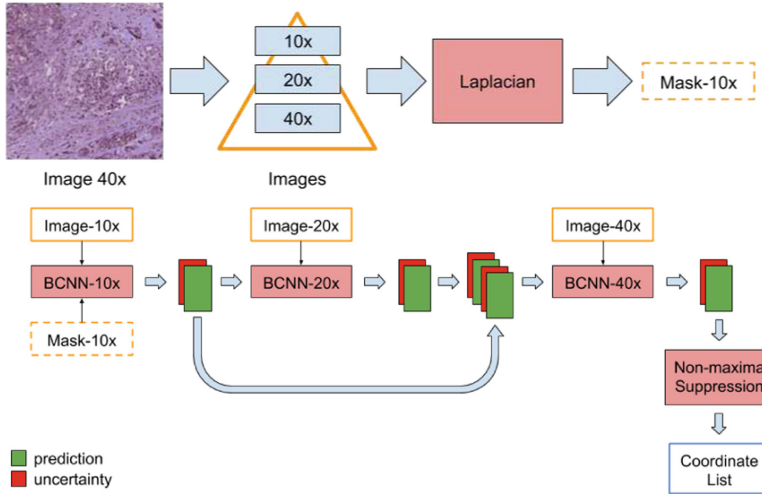 10x
20x
40x
Laplacian
Mask-10x
Image 40x
Images
Image-10x
Image-20x
Image-40x
BCNN-10x
BCNN-20x
BCNN-40x
Mask-10x
Non-maxima
Suppression
prediction
uncertainty
Coordinate
List